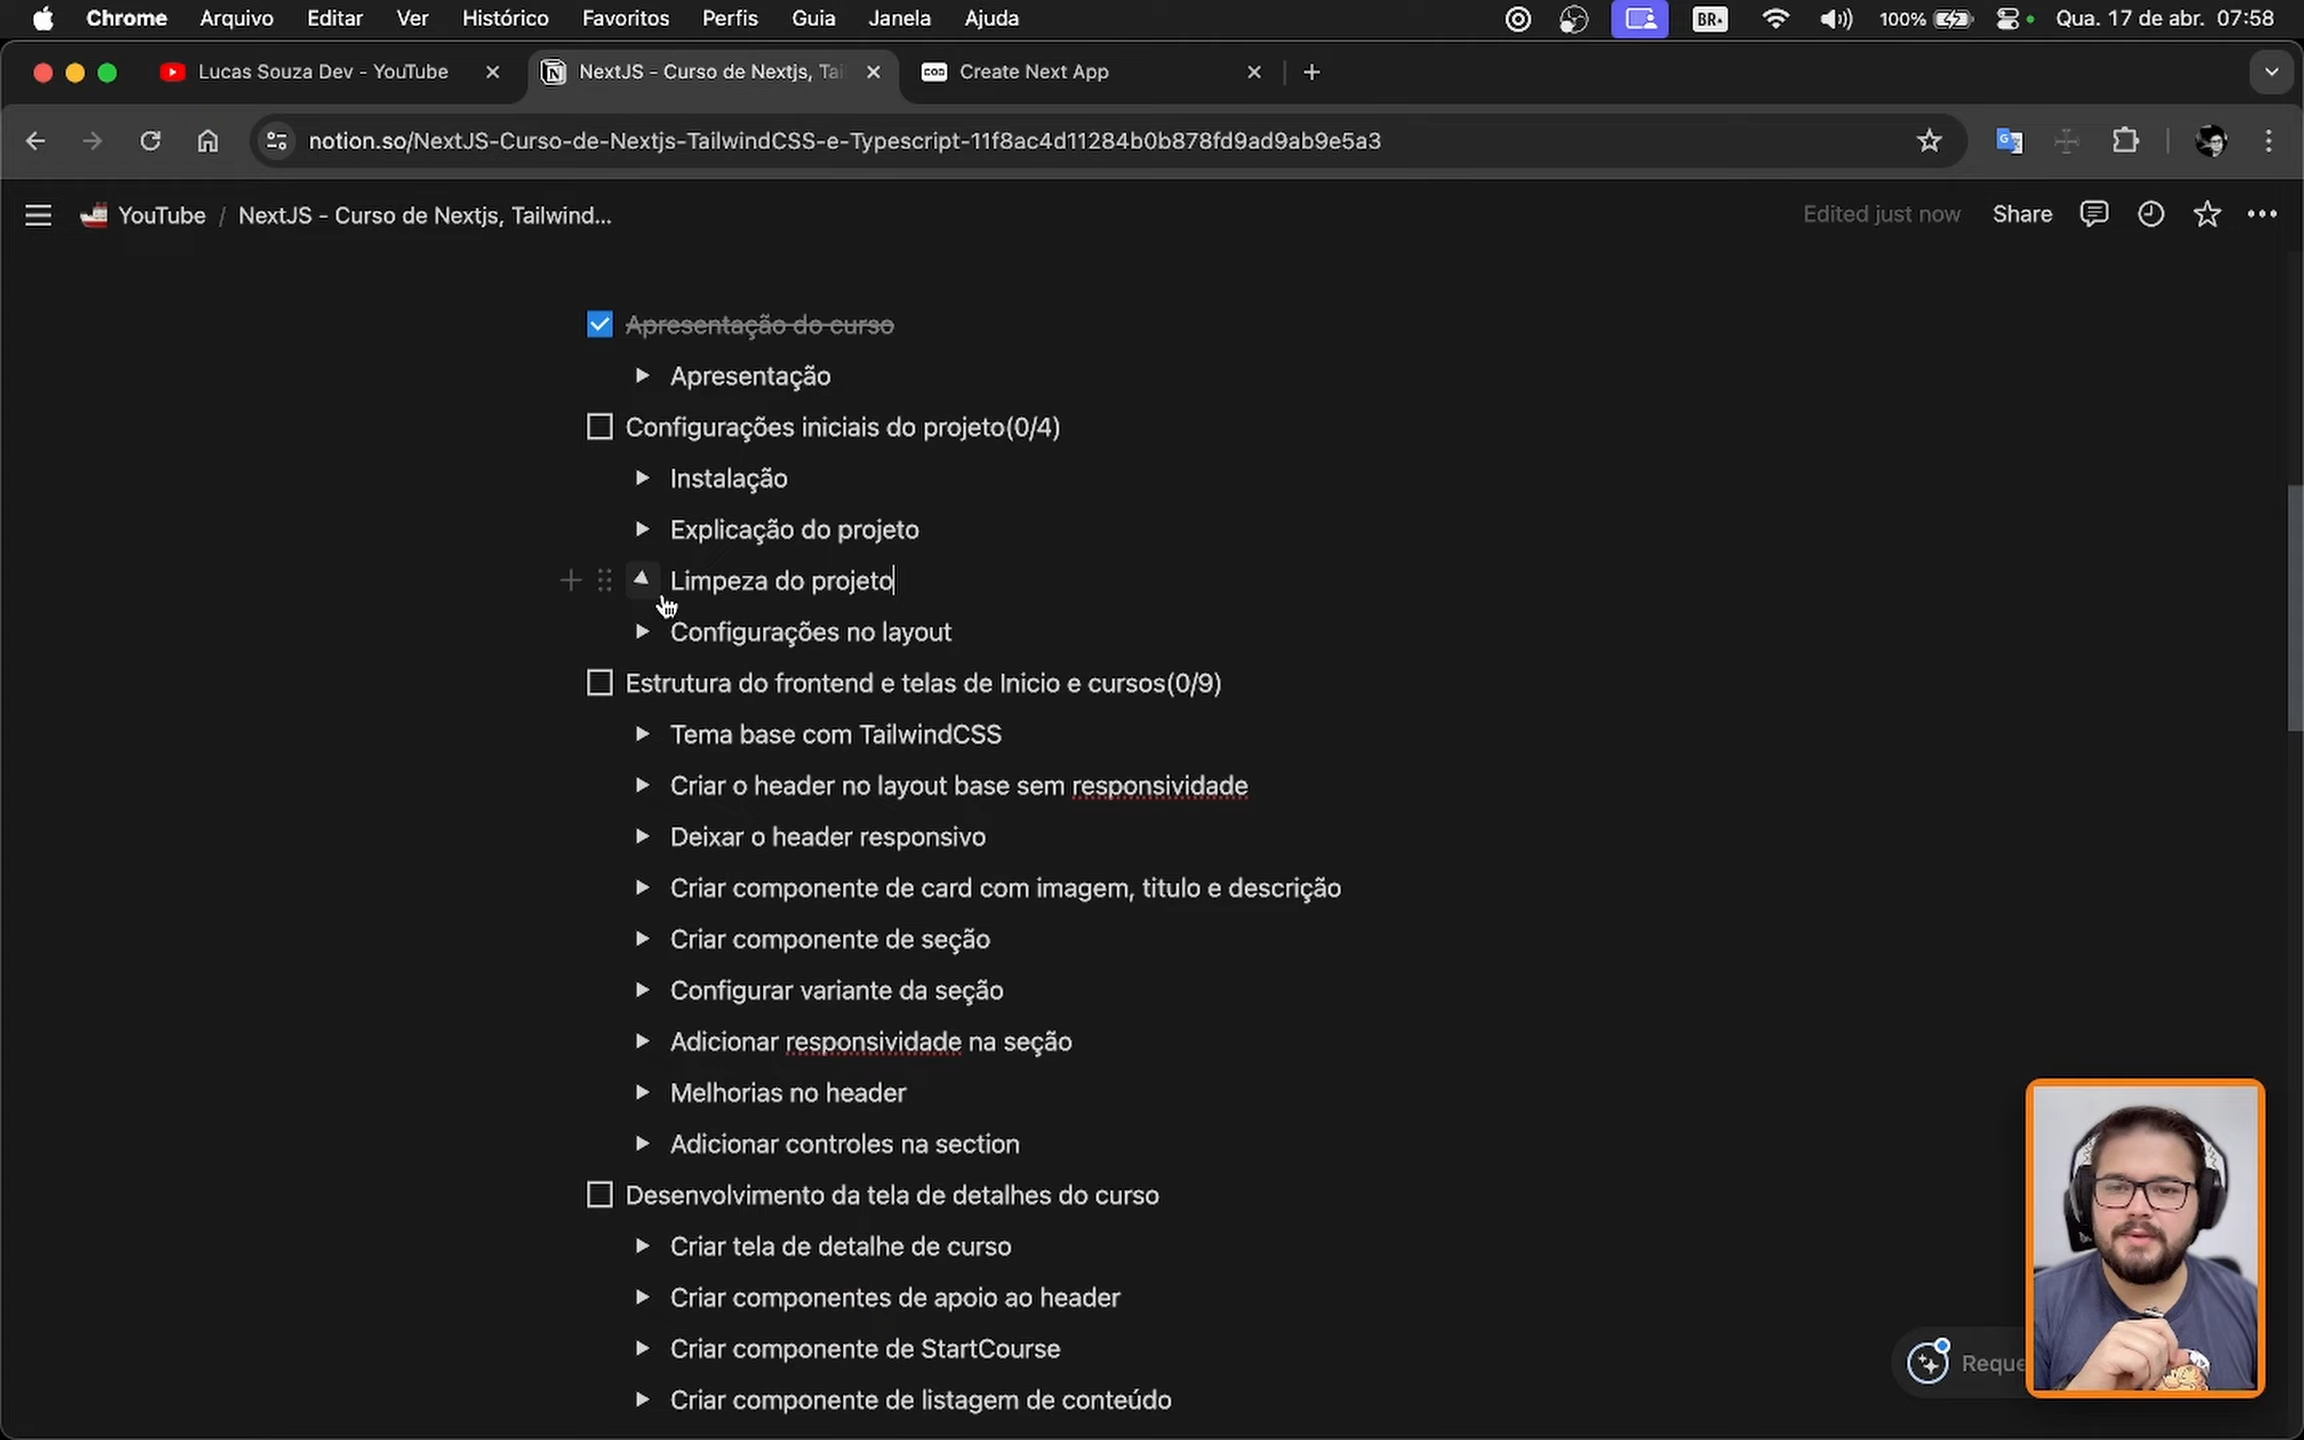 Chrome Arquivo Editar Ver Histórico Favoritos Perfis Guia Janela Ajuda BR 100% Qua. 17 de abr. 07:58
Lucas Souza Dev - YouTube NextJS - Curso de Nextjs, Tai COD Create Next App
notion.so/NextJS-Curso-de-Nextjs-TailwindCSS-e-Typescript-11f8ac4d11284b0b878fd9ad9ab9e5a3
YouTube / NextJS - Curso de Nextjs, Tailwind... Edited just now Share
Apresentação do curso
Apresentação
Configurações iniciais do projeto(0/4)
Instalação
Explicação do projeto
Limpeza do projeto
Configurações no layout
Estrutura do frontend e telas de Inicio e cursos(0/9)
Tema base com TailwindCSS
Criar o header no layout base sem responsividade
Deixar o header responsivo
Criar componente de card com imagem, titulo e descrição
Criar componente de seção
Configurar variante da seção
Adicionar responsividade na seção
Melhorias no header
Adicionar controles na section
Desenvolvimento da tela de detalhes do curso
Criar tela de detalhe de curso
Criar componentes de apoio ao header
Criar componente de StartCourse
Reque
Criar componente de listagem de conteúdo